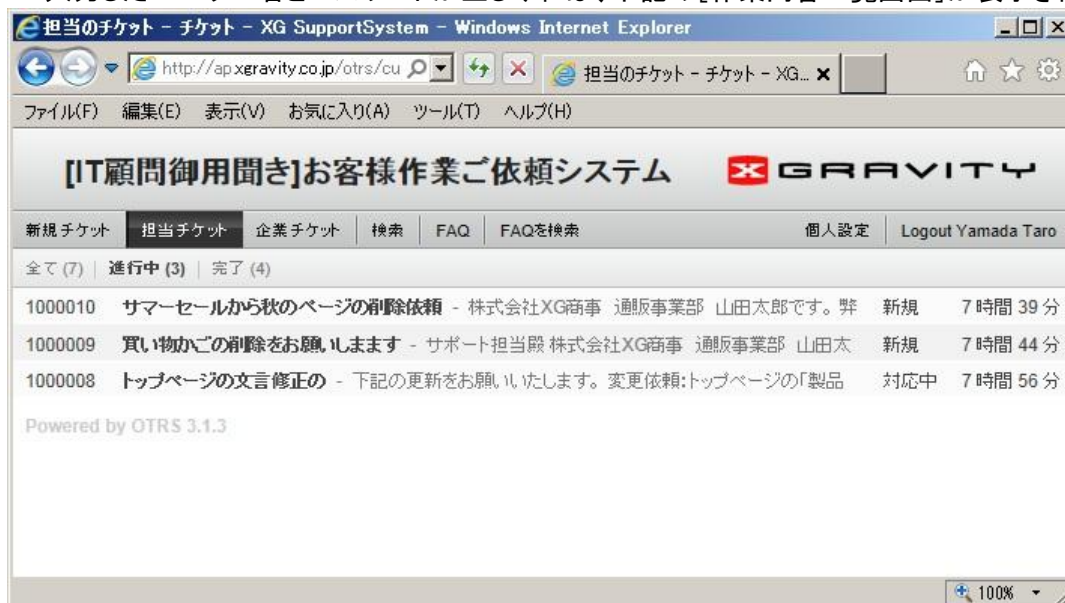 担当のチケット - チケット - XG SupportSystem - Windows Internet Explorer
http://ap.xgravity.co.jp/otrs/cu
担当のチケット - チケット - XG...
ファイル(F) 編集(E) 表示(V) お気に入り(A) ツール(T) ヘルプ(H)
[IT顧問御用聞き]お客様作業ご依頼システム X GRAVITY
新規チケット 担当チケット 企業チケット 検索 FAQ FAQを検索 個人設定 Logout Yamada Taro
全て (7) | 進行中 (3) | 完了 (4)
1000010 サマーセールから秋のページの削除依頼 - 株式会社XG商事 通販事業部 山田太郎です。弊 新規 7 時間 39 分
1000009 買い物かごの削除をお願いしまます - サポート担当殿 株式会社XG商事 通販事業部 山田太 新規 7 時間 44 分
1000008 トップページの文言修正の - 下記の更新をお願いいたします。変更依頼:トップページの「製品 対応中 7 時間 56 分
Powered by OTRS 3.1.3
100%